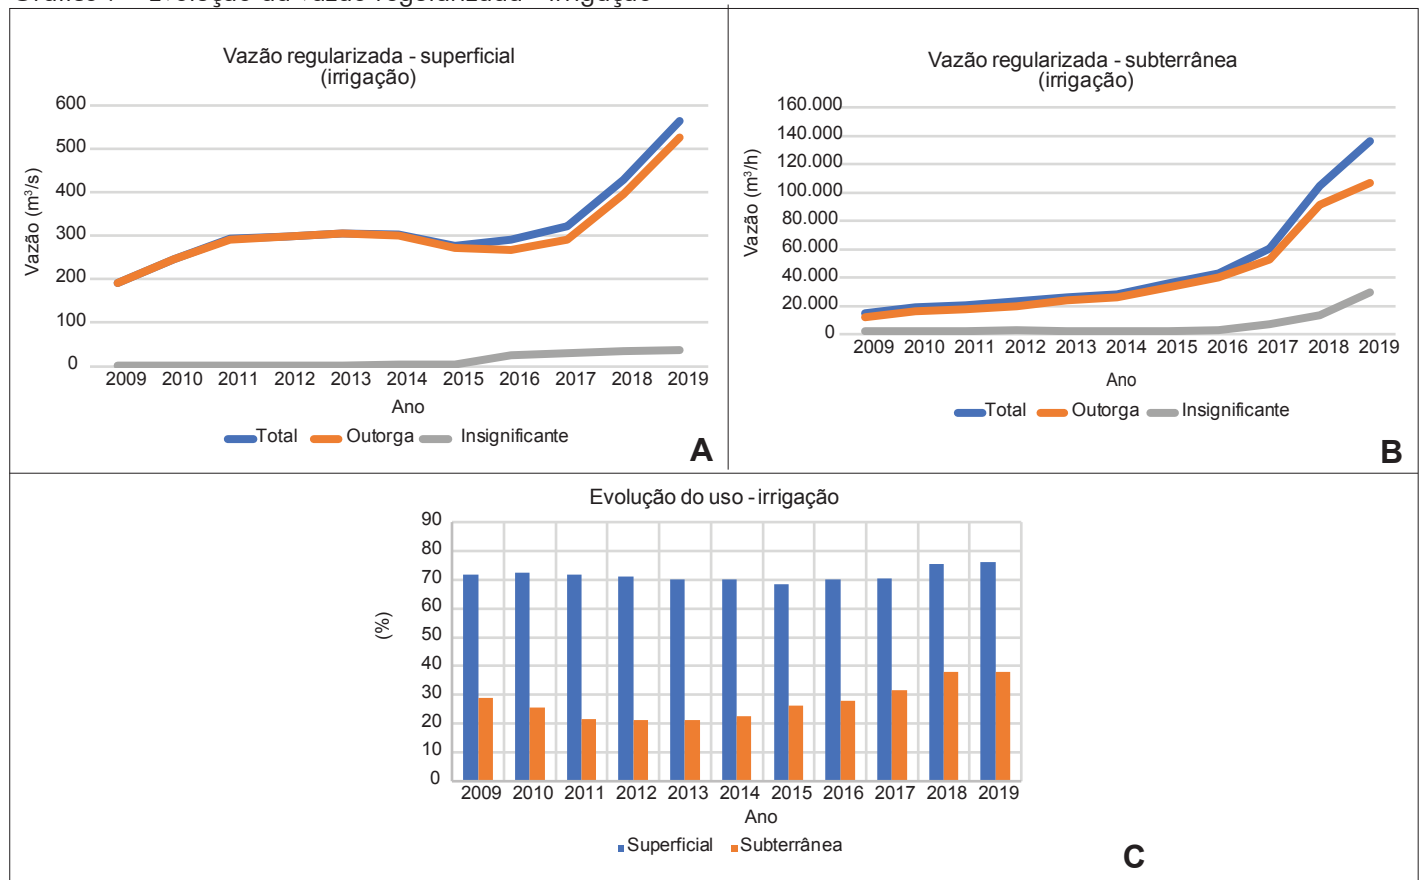 Vazão regularizada - superficial
(irrigação)
600
500
400
300
200
100
0
Vazão (m³/s)
2009 2010 2011 2012 2013 2014 2015 2016 2017 2018 2019
Ano
Total Outorga Insignificante
A
Vazão regularizada - subterrânea
(irrigação)
160.000
140.000
120.000
100.000
80.000
60.000
40.000
20.000
0
Vazão (m³/h)
2009 2010 2011 2012 2013 2014 2015 2016 2017 2018 2019
Ano
Total Outorga Insignificante
B
Evolução do uso - irrigação
90
80
70
60
50
40
30
20
10
0
(%)
2009 2010 2011 2012 2013 2014 2015 2016 2017 2018 2019
Ano
Superficial Subterrânea
C